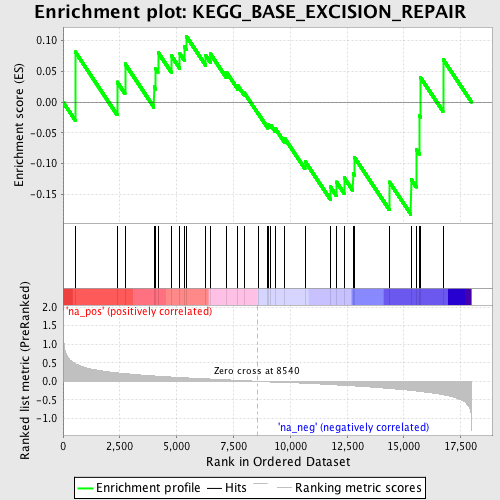 Enrichment plot: KEGG_BASE_EXCISION_REPAIR
Enrichment score (ES)
0.10
0.05
0.00
-0.05
-0.10
-0.15
'na_pos' (positively correlated)
Ranked list metric (PreRanked)
2.0
1.5
1.0
0.5
0.0
-0.5
-1.0
Zero cross at 8540
'na_neg' (negatively correlated)
0
2,500
5,000
7,500
10,000
12,500
15,000
17,500
Rank in Ordered Dataset
Enrichment profile
Hits
Ranking metric scores